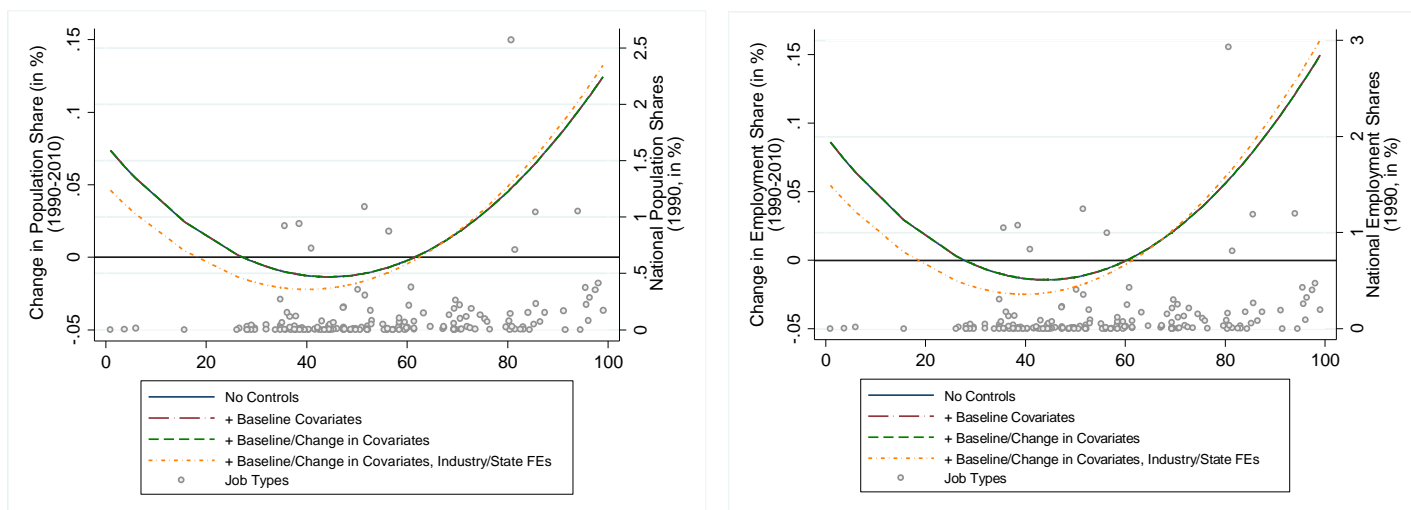 Change in Population Share (in %)
(1990-2010)
.15
.1
.05
0
-.05
2.5
2
1.5
1
.5
0
National Population Shares
(1990, in %)
0 20 40 60 80 100
No Controls
+ Baseline Covariates
+ Baseline/Change in Covariates
+ Baseline/Change in Covariates, Industry/State FEs
Job Types
Change in Employment Share (in %)
(1990-2010)
.15
.1
.05
0
-.05
3
2
1
0
National Employment Shares
(1990, in %)
0 20 40 60 80 100
No Controls
+ Baseline Covariates
+ Baseline/Change in Covariates
+ Baseline/Change in Covariates, Industry/State FEs
Job Types